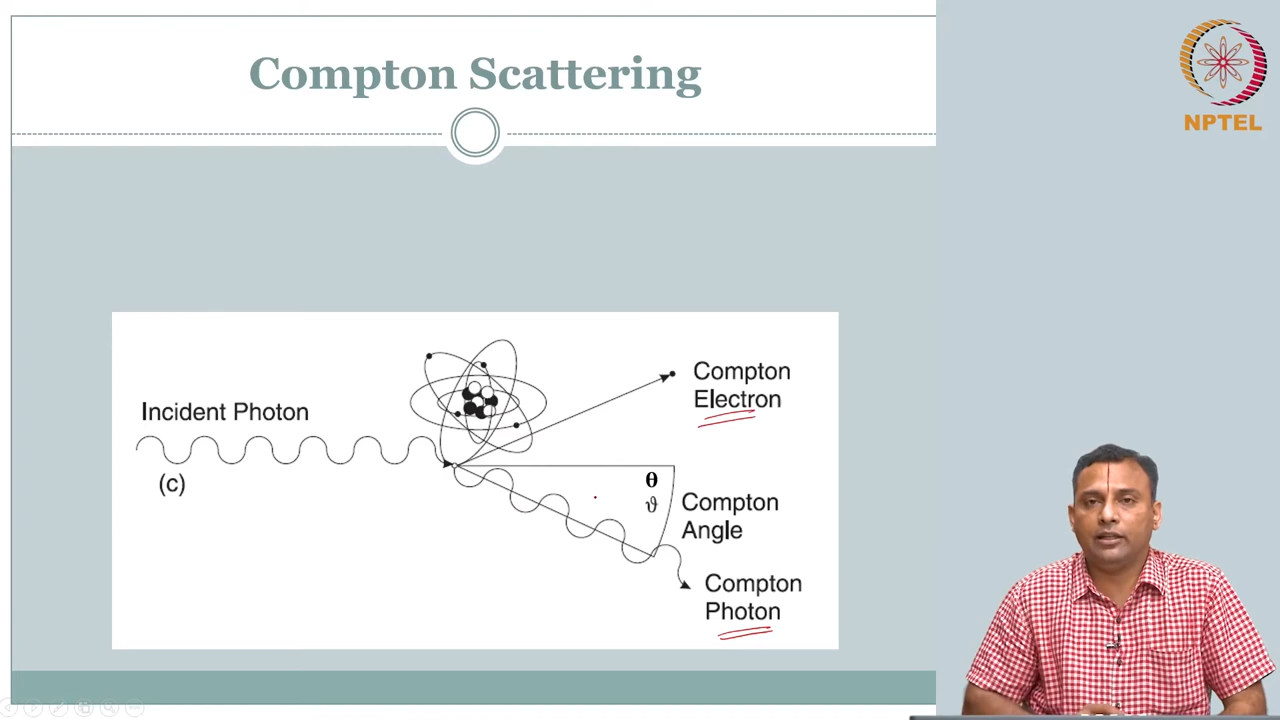 Compton Scattering
NPTEL
Incident Photon
(c)
Compton
Electron
θ
ϑ
Compton
Angle
Compton
Photon